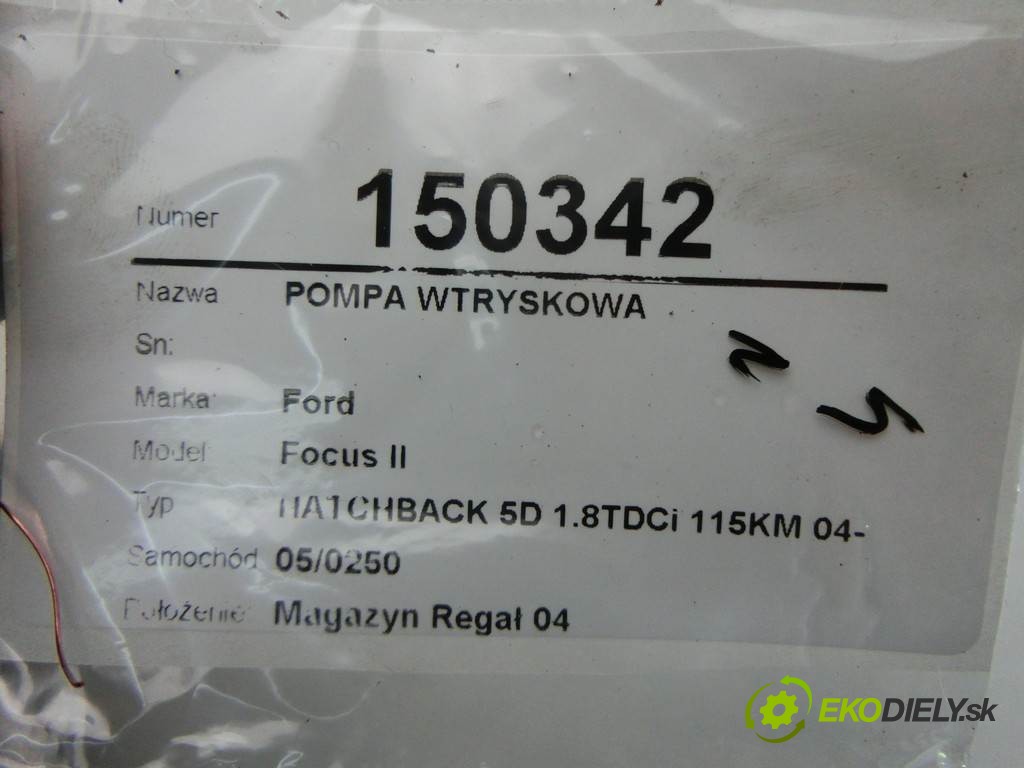 Numer 150342
Nazwa POMPA WTRYSKOWA
Sn:
Marka: Ford
Model: Focus II
Typ HATCHBACK 5D 1.8TDCi 115KM 04-
Samochód 05/0250
Położenie: Magazyn Regał 04
EKODIELY.sk